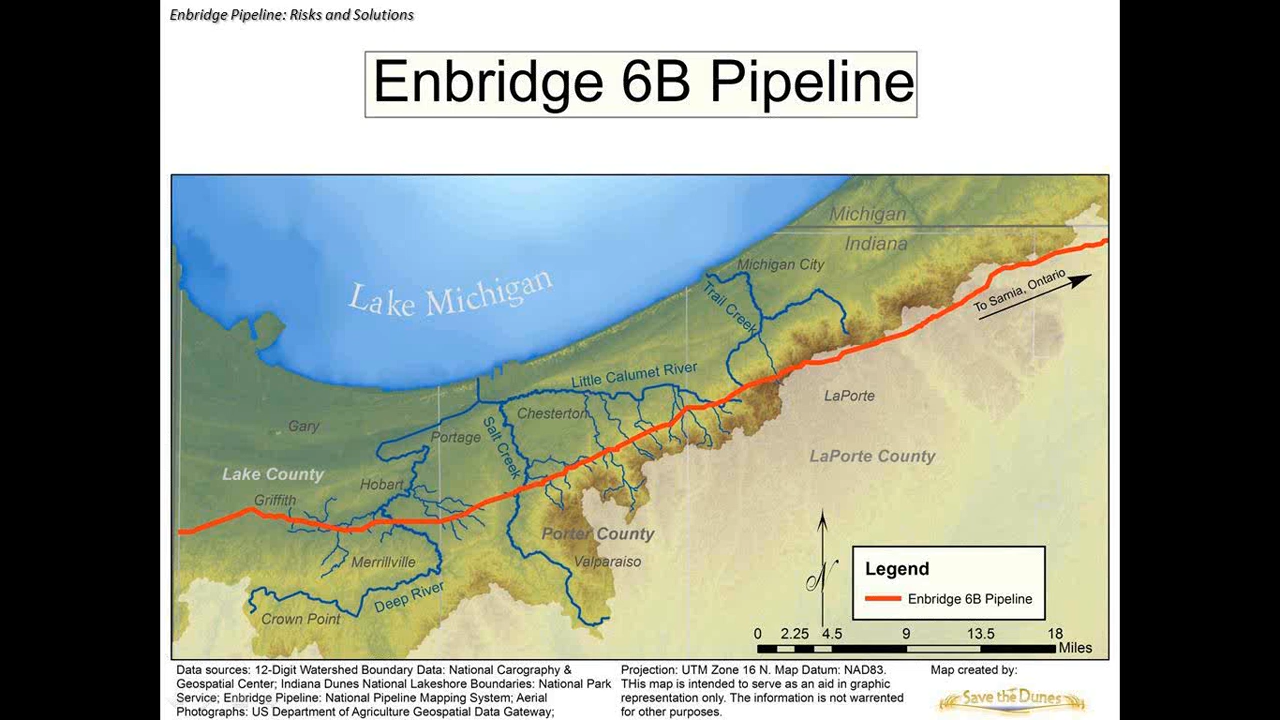 Enbridge Pipeline: Risks and Solutions
Enbridge 6B Pipeline
Michigan
Indiana
Michigan City
Lake Michigan
To Sarnia, Ontario
Trail Creek
Little Calumet River
LaPorte
Chesterton
Gary
Portage
Salt Creek
LaPorte County
Lake County
Hobart
Griffith
Porter County
Merrillville
Valparaiso
N
Legend
Enbridge 6B Pipeline
Deep River
Crown Point
0 2.25 4.5 9 13.5 18
Miles
Data sources: 12-Digit Watershed Boundary Data: National Carography &
Geospatial Center; Indiana Dunes National Lakeshore Boundaries: National Park
Service; Enbridge Pipeline: National Pipeline Mapping System; Aerial
Photographs: US Department of Agriculture Geospatial Data Gateway;
Projection: UTM Zone 16 N. Map Datum: NAD83.
THis map is intended to serve as an aid in graphic
representation only. The information is not warranted
for other purposes.
Map created by:
Save the Dunes